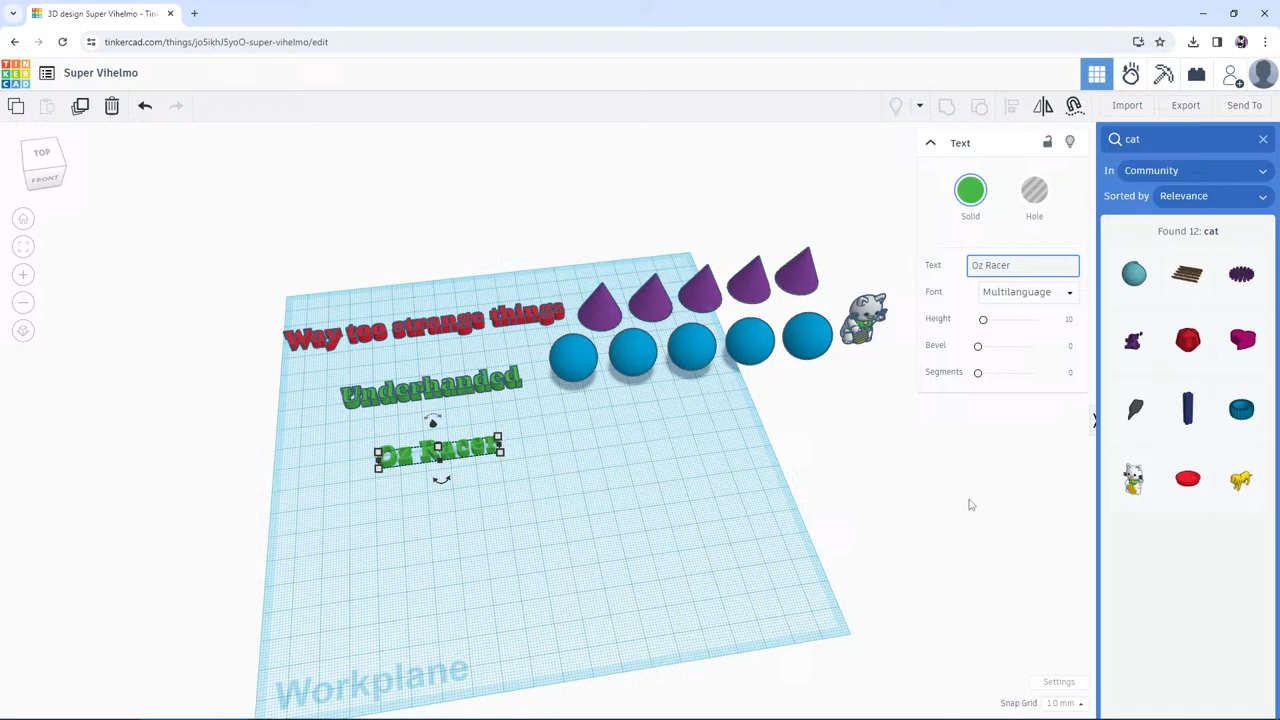 3D design Super Vihelmo - Tin
tinkercad.com/things/jo5ikhJ5yoO-super-vihelmo/edit
TIN
KER
CAD
Super Vihelmo
Import
Export
Send To
TOP
FRONT
Text
Solid
Hole
Text
Oz Racer
Font
Multilanguage
Height
10
Bevel
0
Segments
0
cat
In
Community
Sorted by
Relevance
Found 12: cat
Way too strange things
Underhanded
Oz Racer
Workplane
Settings
Snap Grid
1.0 mm